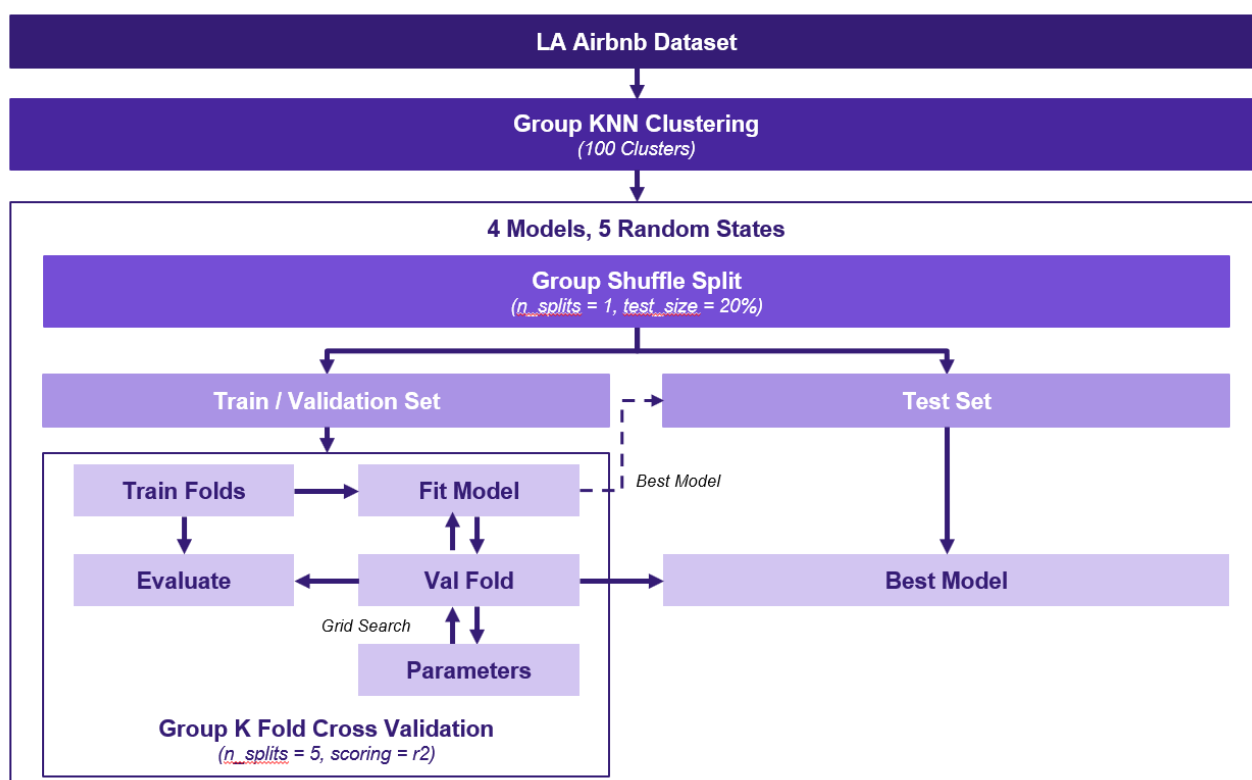 LA Airbnb Dataset
Group KNN Clustering
(100 Clusters)
4 Models, 5 Random States
Group Shuffle Split
(n_splits = 1, test_size = 20%)
Train / Validation Set
Test Set
Train Folds
Fit Model
Best Model
Evaluate
Val Fold
Best Model
Grid Search
Parameters
Group K Fold Cross Validation
(n_splits = 5, scoring = r2)